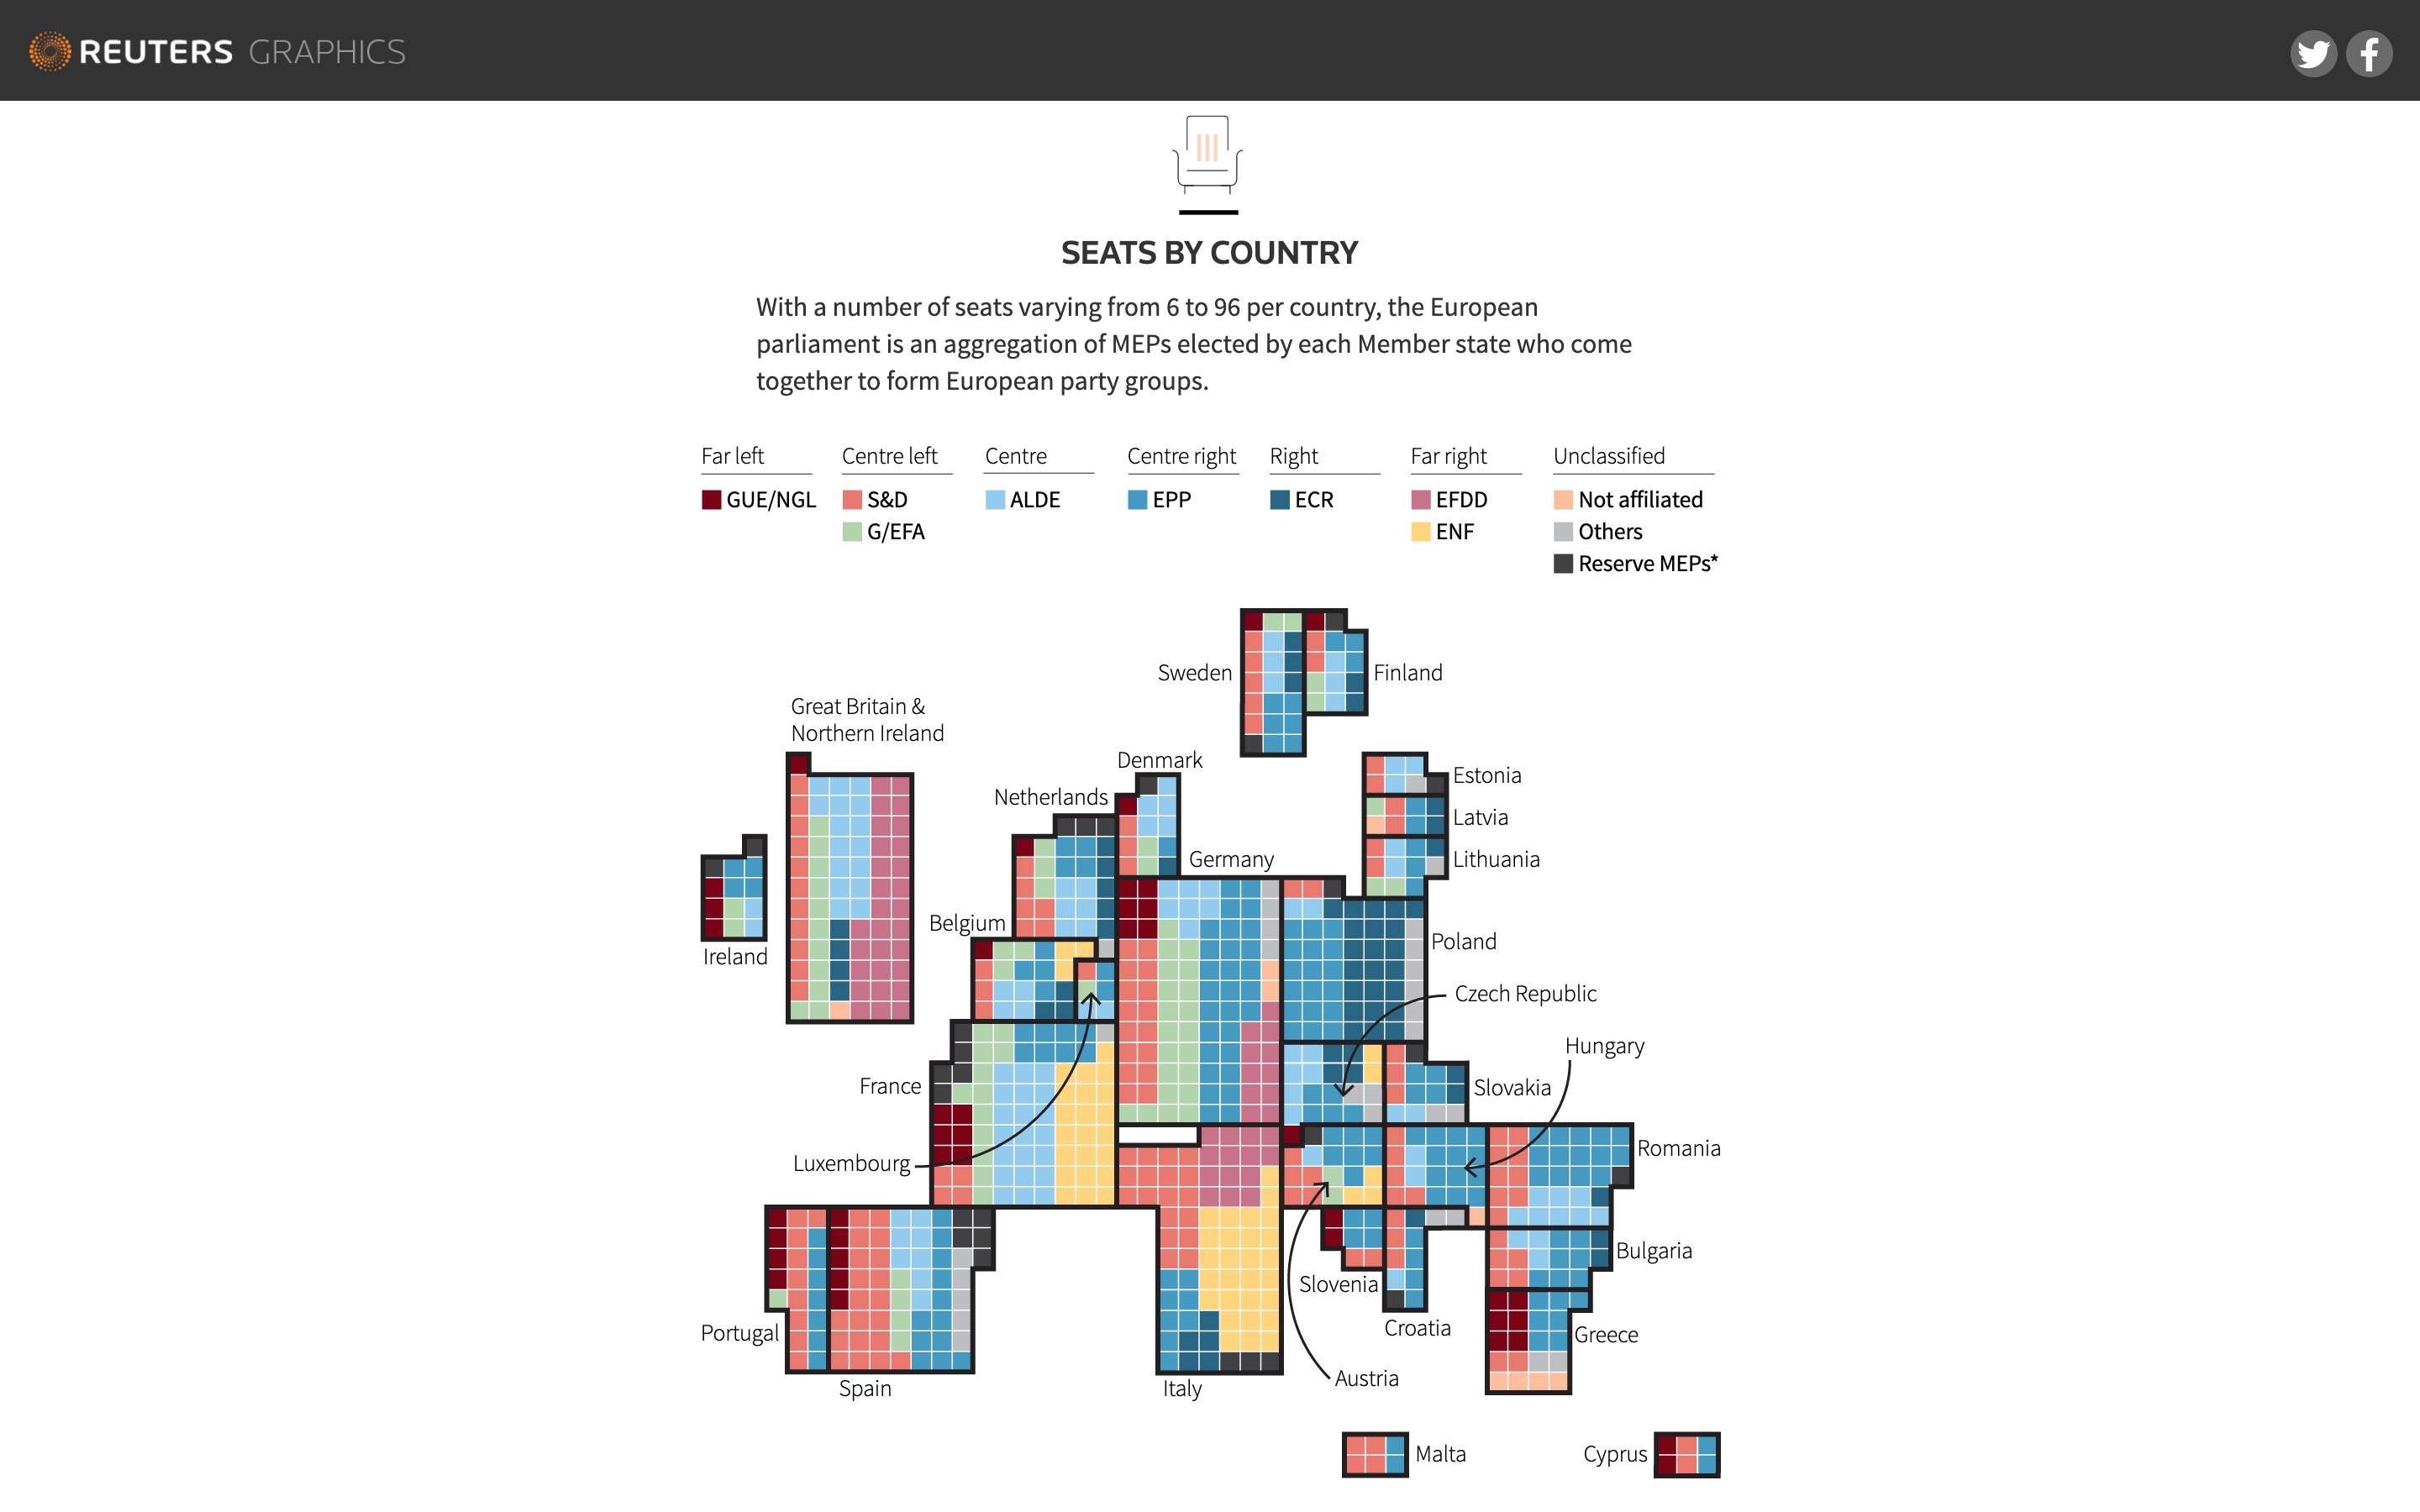 REUTERS GRAPHICS
SEATS BY COUNTRY
With a number of seats varying from 6 to 96 per country, the European
parliament is an aggregation of MEPs elected by each Member state who come
together to form European party groups.
Far left
GUE/NGL
Centre left
S&D
G/EFA
Centre
ALDE
Centre right
EPP
Right
ECR
Far right
EFDD
ENF
Unclassified
Not affiliated
Others
Reserve MEPs*
Sweden
Finland
Great Britain &
Northern Ireland
Denmark
Estonia
Netherlands
Latvia
Lithuania
Germany
Belgium
Poland
Ireland
Czech Republic
Hungary
France
Slovakia
Romania
Luxembourg
Bulgaria
Slovenia
Croatia
Portugal
Greece
Austria
Spain
Italy
Malta
Cyprus